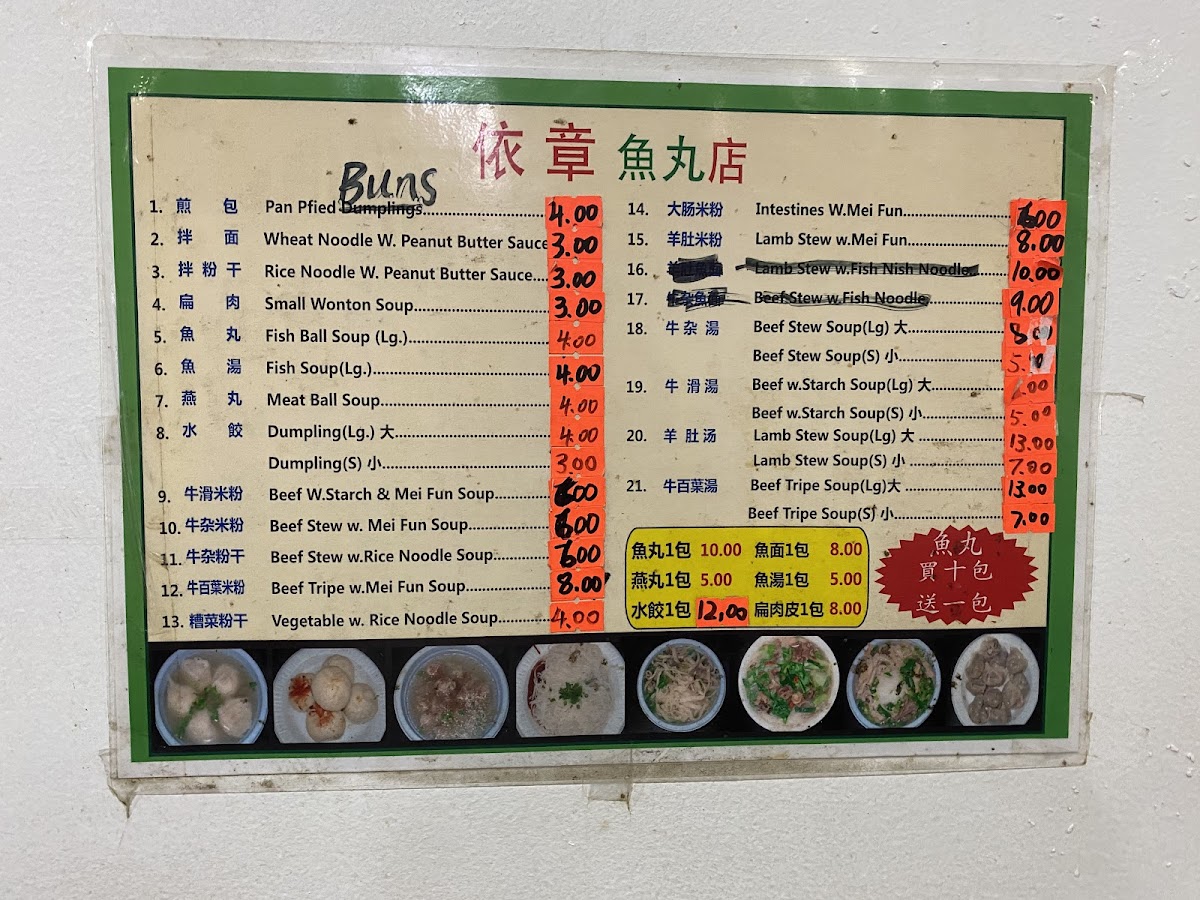 依章魚丸店
Buns
1. 煎包 Pan Pfied Dumplings 4.00
2. 拌面 Wheat Noodle W. Peanut Butter Sauce 3.00
3. 拌粉干 Rice Noodle W. Peanut Butter Sauce 3.00
4. 扁肉 Small Wonton Soup 3.00
5. 魚丸 Fish Ball Soup (Lg.) 4.00
6. 魚湯 Fish Soup(Lg.) 4.00
7. 燕丸 Meat Ball Soup 4.00
8. 水餃 Dumpling(Lg.) 大 4.00
Dumpling(S) 小 3.00
9. 牛滑米粉 Beef W.Starch & Mei Fun Soup
10. 牛杂米粉 Beef Stew w. Mei Fun Soup 6.00
11. 牛杂粉干 Beef Stew w.Rice Noodle Soup 6.00
12. 牛百葉米粉 Beef Tripe w.Mei Fun Soup 8.00
13. 糟菜粉干 Vegetable w. Rice Noodle Soup 4.00
14. 大肠米粉 Intestines W.Mei Fun
15. 羊肚米粉 Lamb Stew w.Mei Fun 8.00
16. Lamb Stew w.Fish Nish Noodle 10.00
17. Beef Stew w.Fish Noodle 9.00
18. 牛杂湯 Beef Stew Soup(Lg) 大
Beef Stew Soup(S) 小
19. 牛滑湯 Beef w.Starch Soup(Lg) 大
Beef w.Starch Soup(S) 小 5.00
20. 羊肚汤 Lamb Stew Soup(Lg) 大 13.00
Lamb Stew Soup(S) 小 7.00
21. 牛百葉湯 Beef Tripe Soup(Lg)大 13.00
Beef Tripe Soup(S) 小 7.00
魚丸1包 10.00 魚面1包 8.00
燕丸1包 5.00 魚湯1包 5.00
水餃1包 12,00 扁肉皮1包 8.00
魚丸
買十包
送一包